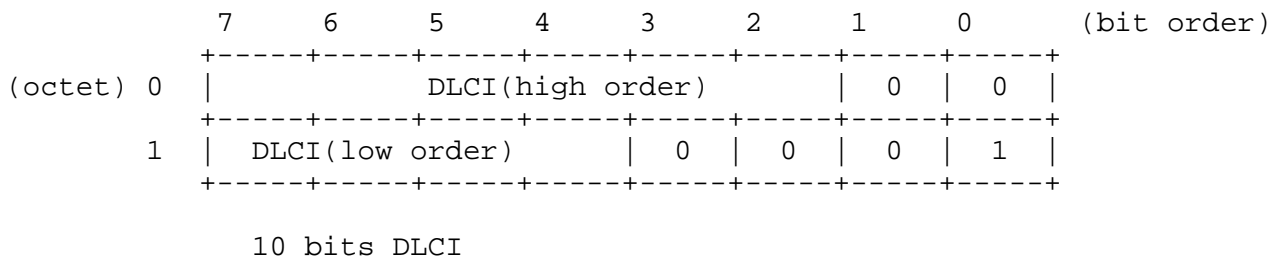 7 6 5 4 3 2 1 0 (bit order)
+-----+-----+-----+-----+-----+-----+-----+-----+
(octet) 0 | DLCI(high order) | 0 | 0 |
+-----+-----+-----+-----+-----+-----+-----+-----+
1 | DLCI(low order) | 0 | 0 | 0 | 1 |
+-----+-----+-----+-----+-----+-----+-----+-----+
10 bits DLCI